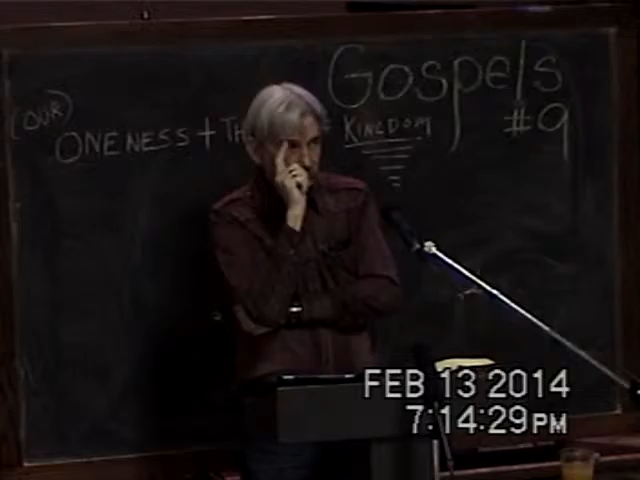 Gospels
#9
(OUR)
ONENESS + TH KINGDOM
FEB 13 2014
7:14:29PM